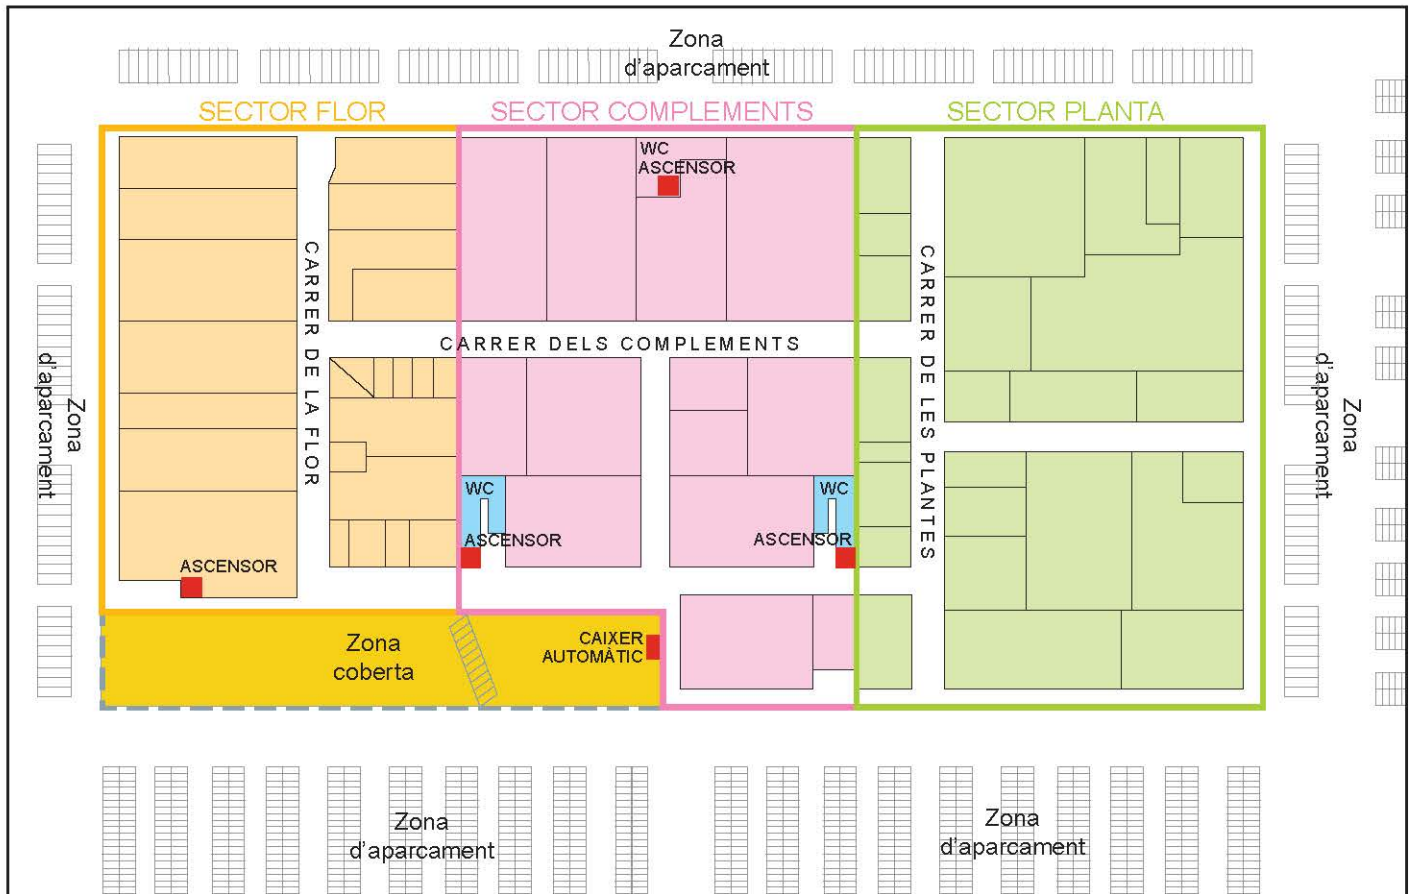 Zona
d'aparcament
SECTOR FLOR
SECTOR COMPLEMENTS
SECTOR PLANTA
WC
ASCENSOR
CARRER DE LA FLOR
CARRER DELS COMPLEMENTS
CARRER DE LES PLANTES
Zona
d'aparcament
Zona
d'aparcament
WC
ASCENSOR
WC
ASCENSOR
ASCENSOR
Zona
coberta
CAIXER
AUTOMÀTIC
Zona
d'aparcament
Zona
d'aparcament